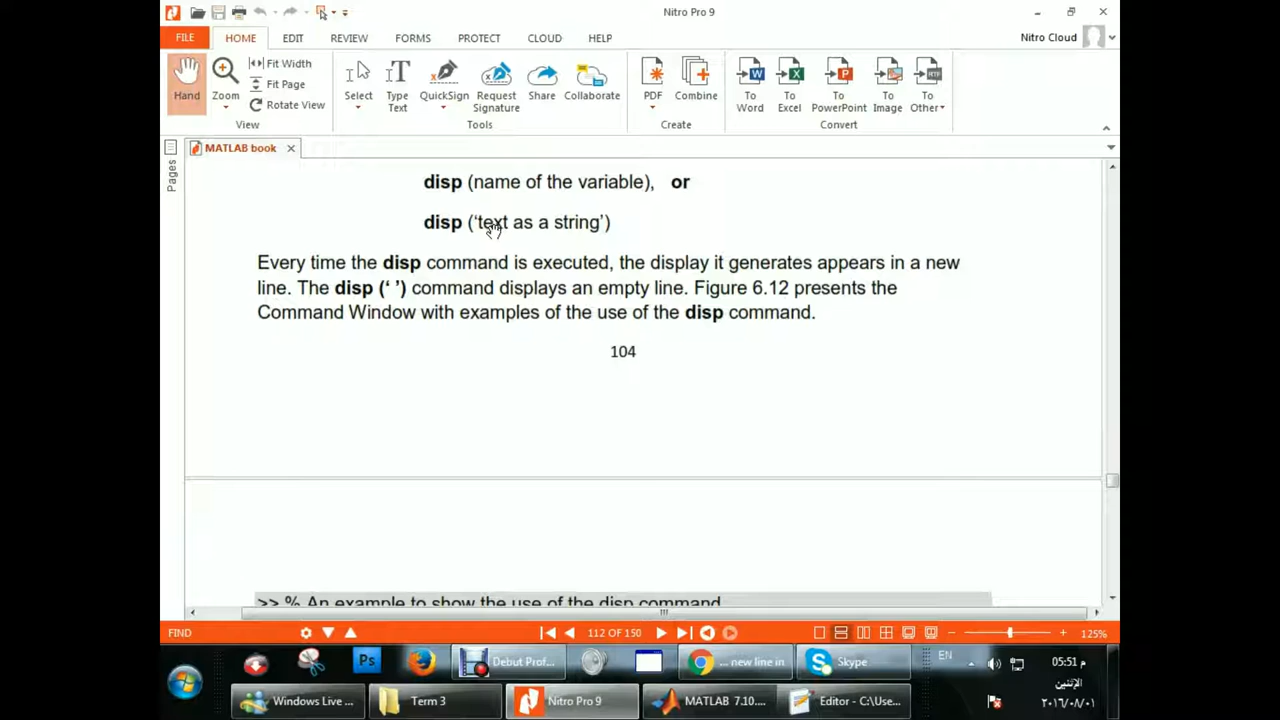 Nitro Pro 9
FILE HOME EDIT REVIEW FORMS PROTECT CLOUD HELP Nitro Cloud
Hand
Zoom
Fit Width
Fit Page
Rotate View
View
Select
Type Text
QuickSign
Request Signature
Share
Collaborate
Tools
PDF
Combine
Create
To Word
To Excel
To PowerPoint
To Image
To Other
Convert
MATLAB book
Pages
disp (name of the variable), or
disp (‘text as a string’)
Every time the disp command is executed, the display it generates appears in a new
line. The disp (‘ ’) command displays an empty line. Figure 6.12 presents the
Command Window with examples of the use of the disp command.
104
>> % An example to show the use of the disp command
FIND 112 OF 150 125%
Ps Debut Prof... ... new line in Skype EN 05:51 م
الإثنين
Windows Live ... Term 3 Nitro Pro 9 MATLAB 7.10.... Editor - C:\Use... ٢٠١٦/٠٨/٠١